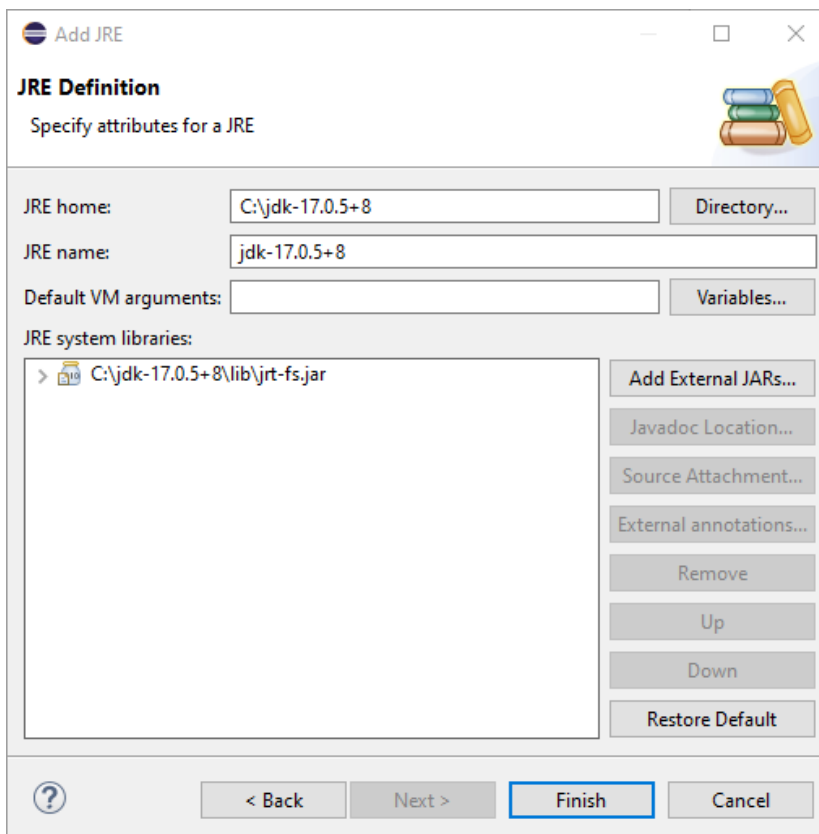 Add JRE
JRE Definition
Specify attributes for a JRE
JRE home: C:\jdk-17.0.5+8 Directory...
JRE name: jdk-17.0.5+8
Default VM arguments: Variables...
JRE system libraries:
C:\jdk-17.0.5+8\lib\jrt-fs.jar
Add External JARs...
Javadoc Location...
Source Attachment...
External annotations...
Remove
Up
Down
Restore Default
? < Back Next > Finish Cancel